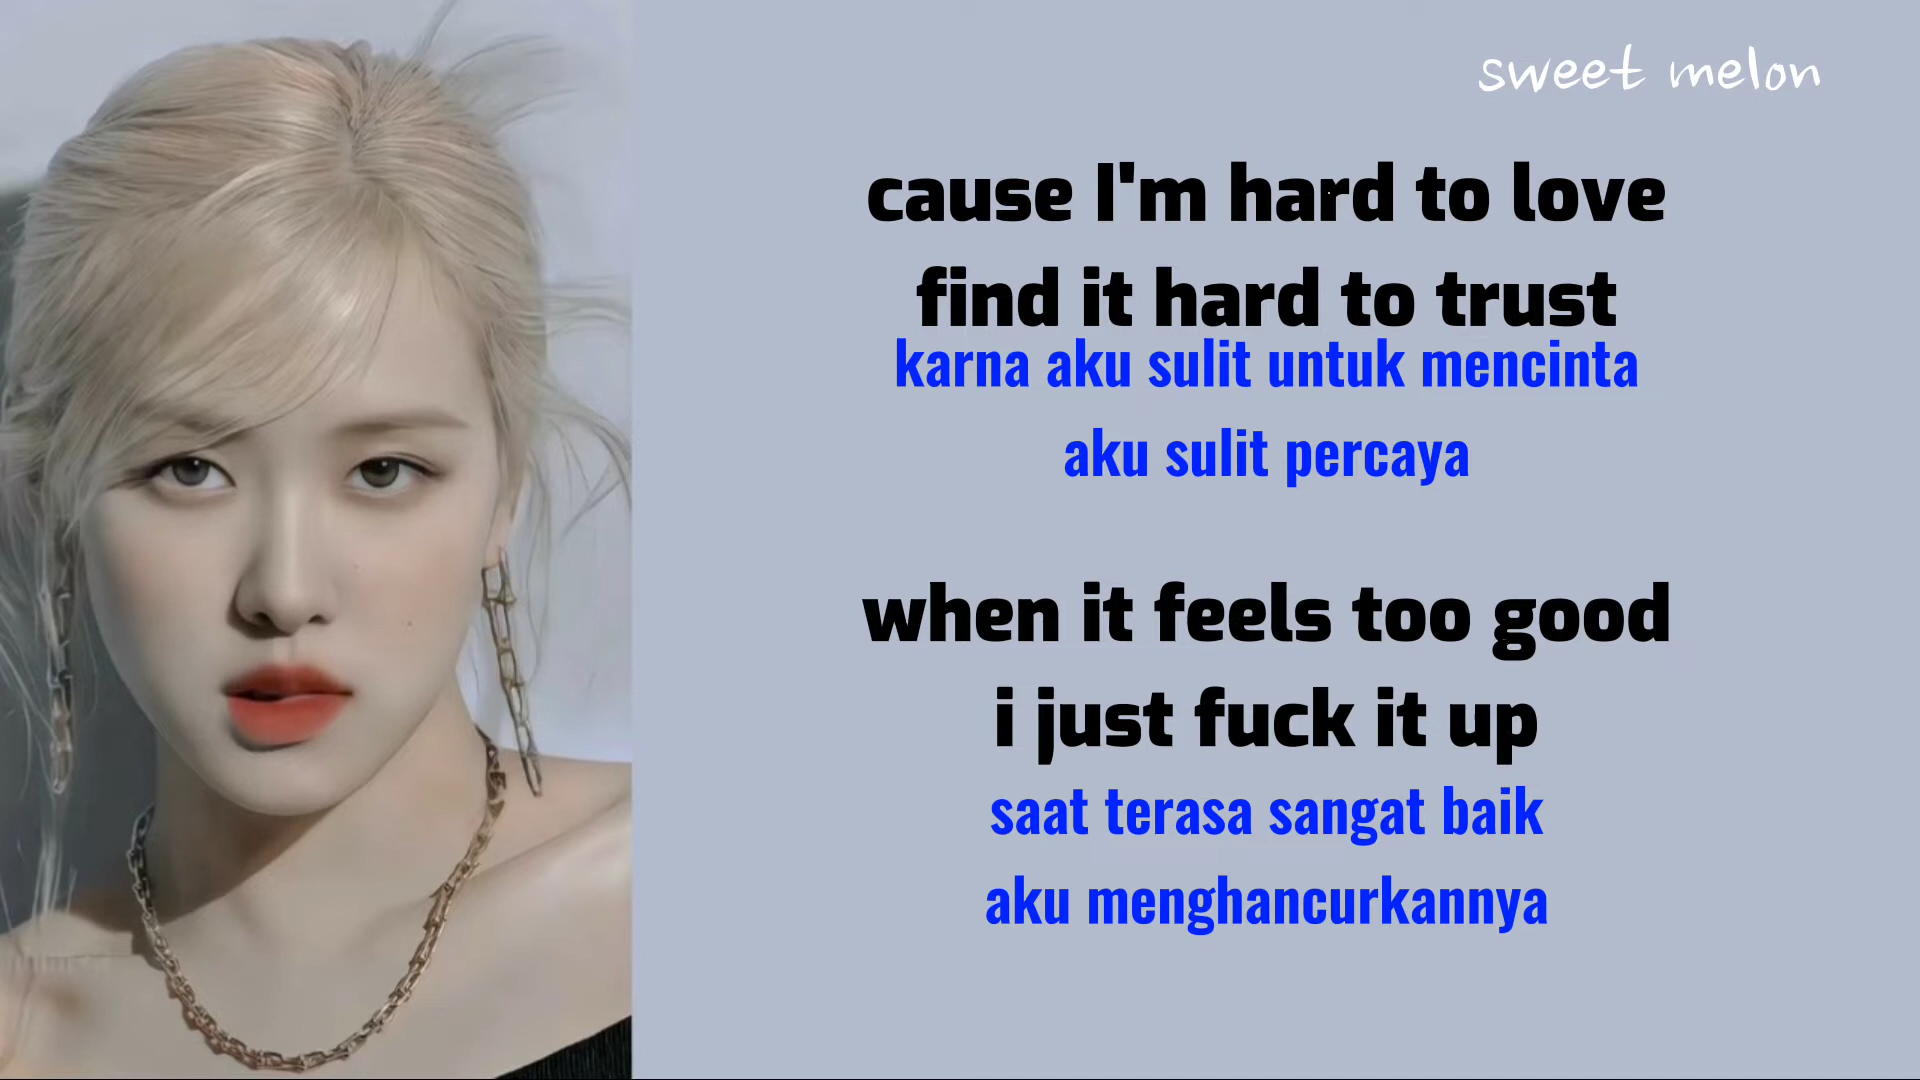 sweet melon
cause I'm hard to love
find it hard to trust
karna aku sulit untuk mencinta
aku sulit percaya
when it feels too good
i just fuck it up
saat terasa sangat baik
aku menghancurkannya